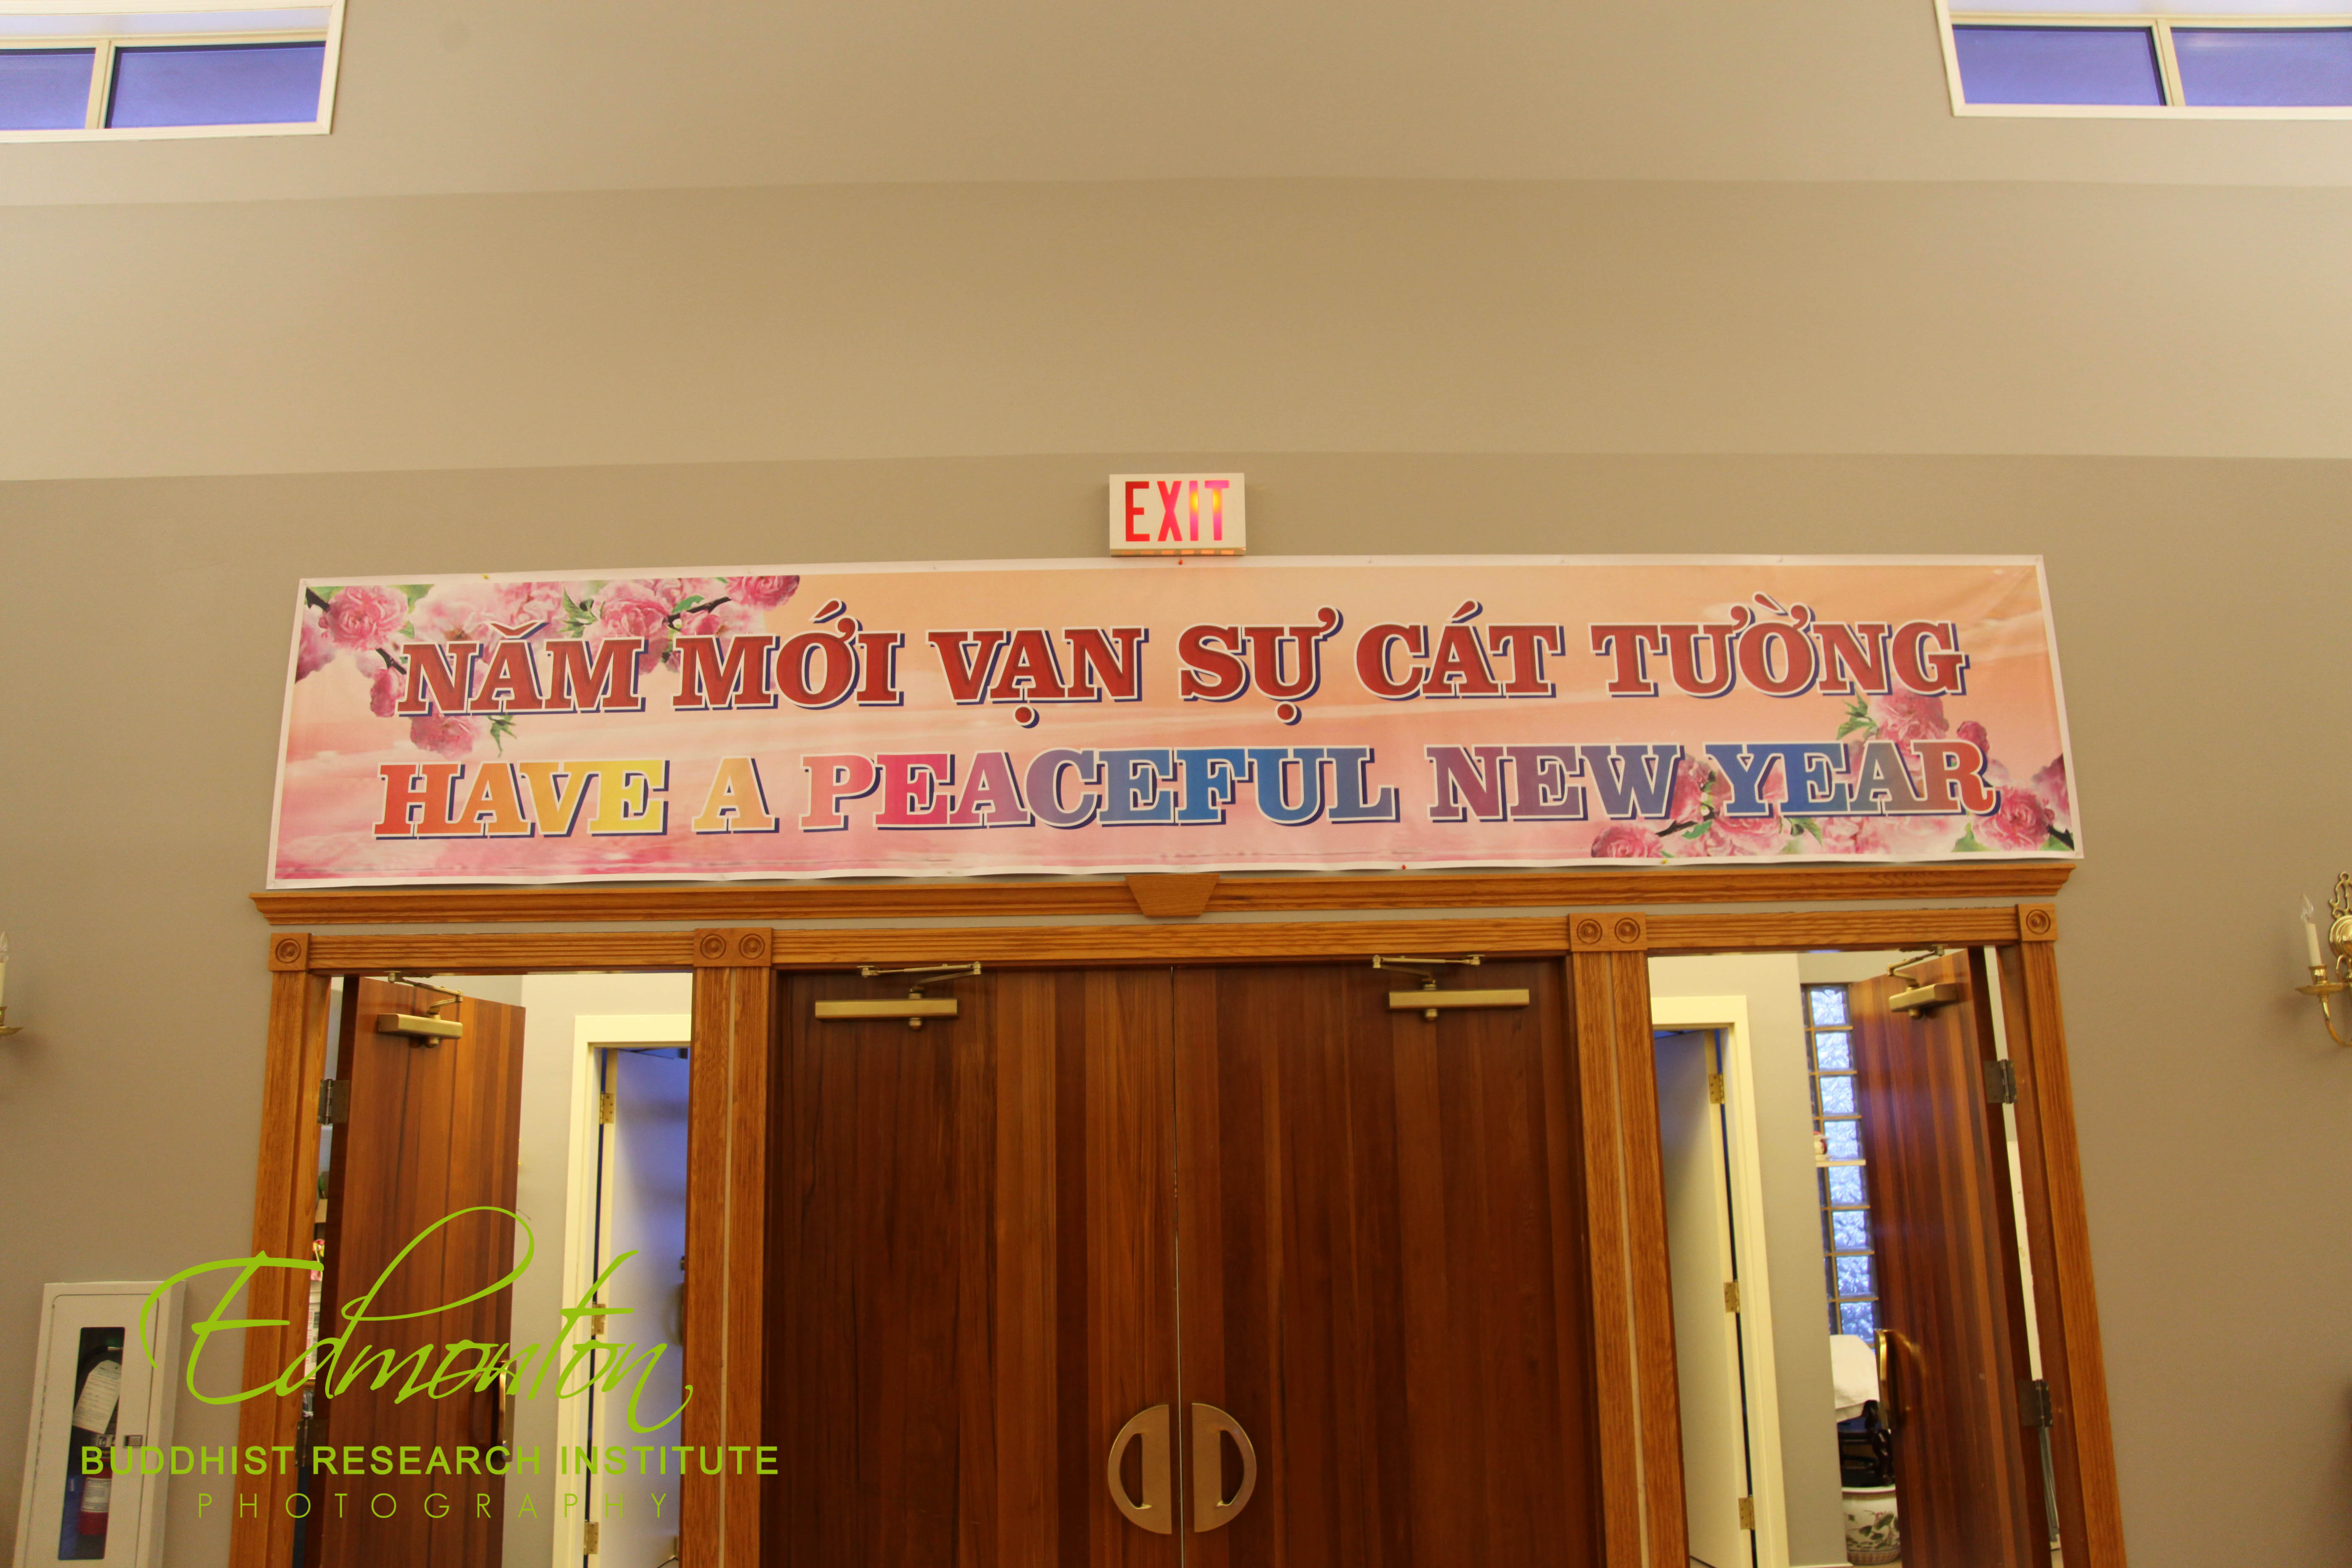 EXIT
NĂM MỚI VẠN SỰ CÁT TƯỜNG
HAVE A PEACEFUL NEW YEAR
Edmonton
BUDDHIST RESEARCH INSTITUTE
PHOTOGRAPHY